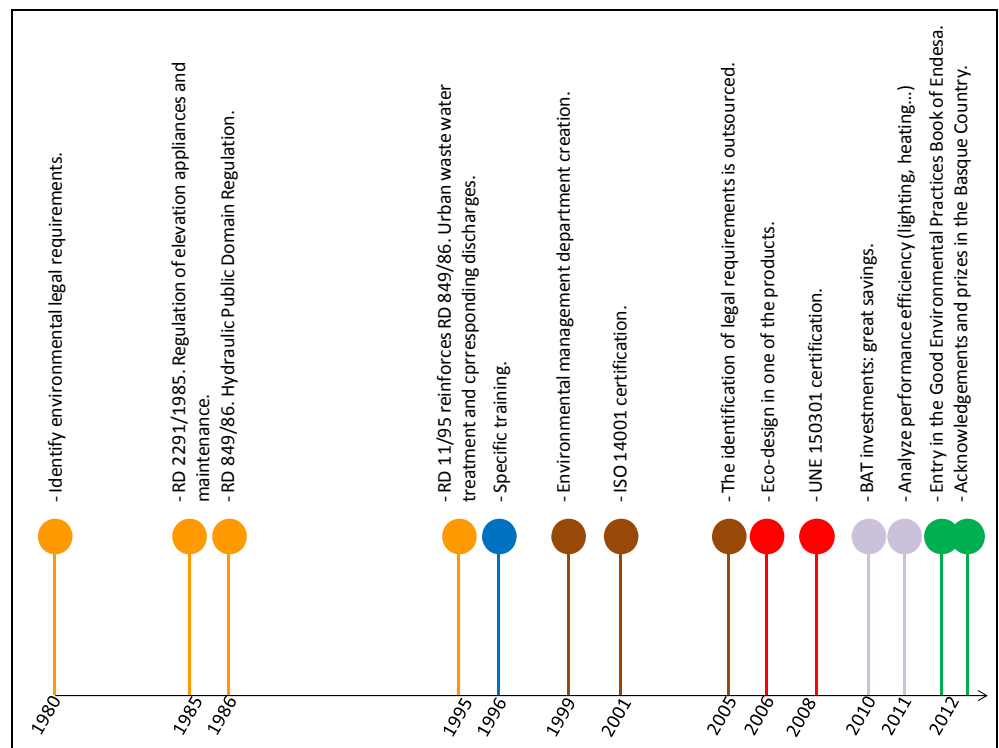 - Identify environmental legal requirements.
- RD 2291/1985. Regulation of elevation appliances and
maintenance.
- RD 849/86. Hydraulic Public Domain Regulation.
- RD 11/95 reinforces RD 849/86. Urban waste water
treatment and cprresponding discharges.
- Specific training.
- Environmental management department creation.
- ISO 14001 certification.
- The identification of legal requirements is outsourced.
- Eco-design in one of the products.
- UNE 150301 certification.
- BAT investments: great savings.
- Analyze performance efficiency (lighting, heating...)
- Entry in the Good Environmental Practices Book of Endesa.
- Acknowledgements and prizes in the Basque Country.
1980
1985
1986
1995
1996
1999
2001
2005
2006
2008
2010
2011
2012